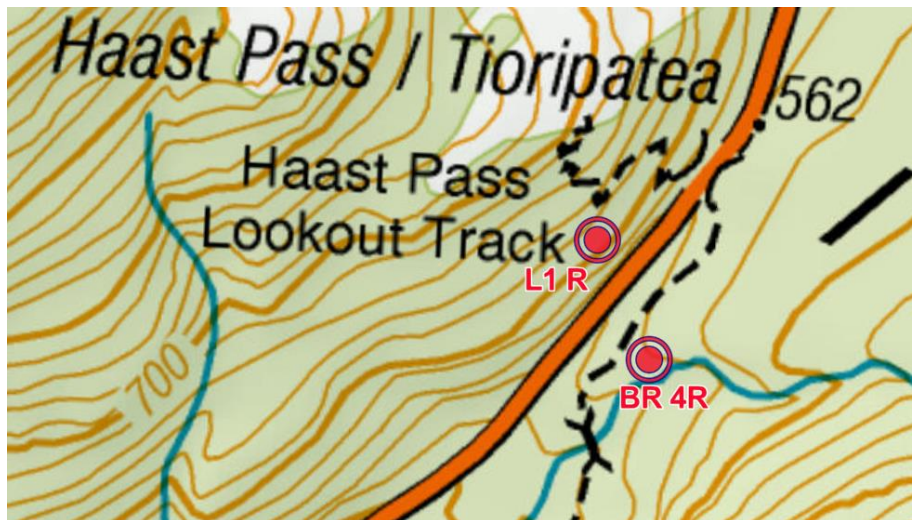 Haast Pass / Tioripatea
562
Haast Pass
Lookout Track
L1 R
700
BR 4R